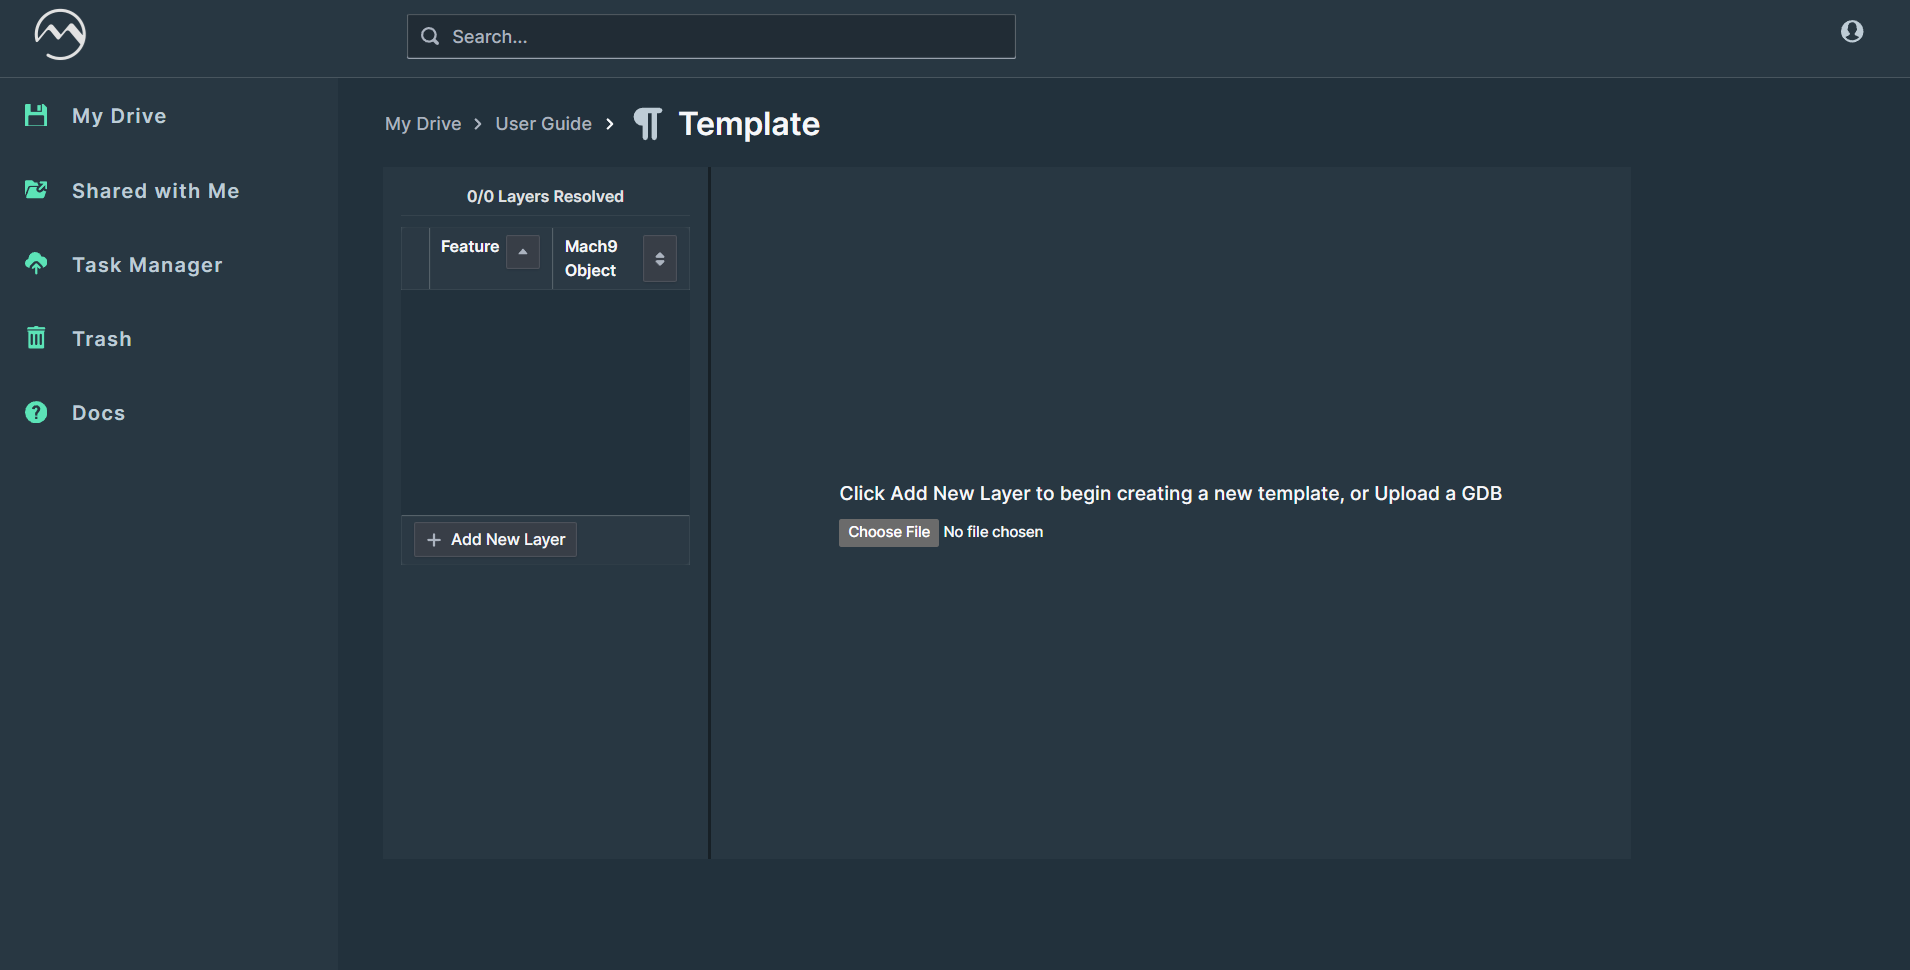 Search...
My Drive
Shared with Me
Task Manager
Trash
Docs
My Drive > User Guide > ¶ Template
0/0 Layers Resolved
Feature
Mach9
Object
+ Add New Layer
Click Add New Layer to begin creating a new template, or Upload a GDB
Choose File No file chosen